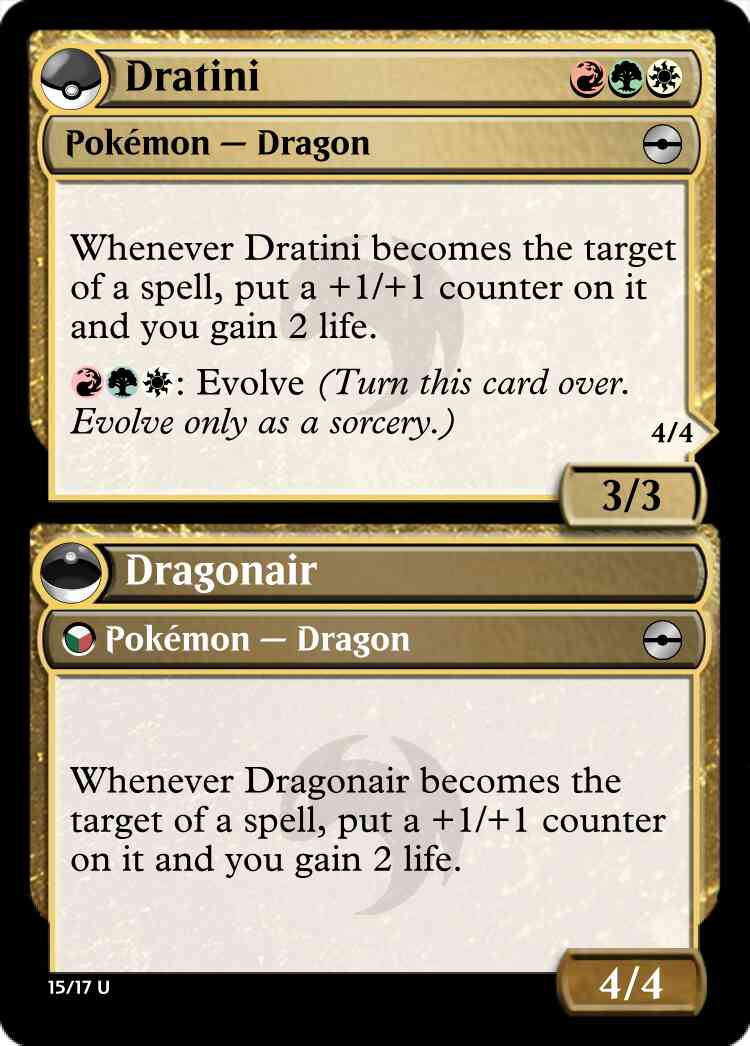 Dratini
Pokémon — Dragon
Whenever Dratini becomes the target
of a spell, put a +1/+1 counter on it
and you gain 2 life.
: Evolve (Turn this card over.
Evolve only as a sorcery.)
4/4
3/3
Dragonair
Pokémon — Dragon
Whenever Dragonair becomes the
target of a spell, put a +1/+1 counter
on it and you gain 2 life.
15/17 U
4/4